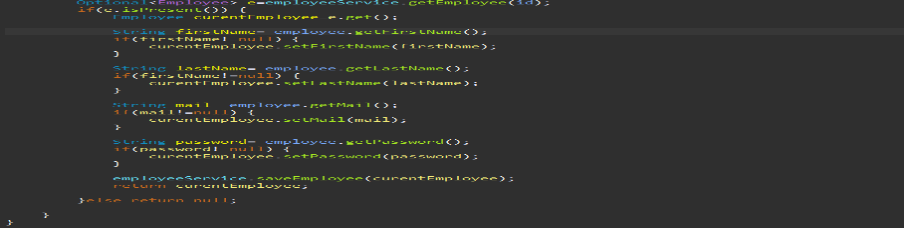 Optional<Employee> e=employeeService.getEmployee(id);
if(e.isPresent()) {
Employee curentEmployee e.get();
String firstName= employee.getFirstName();
if(firstName! null) {
curentEmployee.setFirstName(firstName);
}
String lastName= employee.getLastName();
if(firstName!=null) {
curentEmployee.setLastName(lastName);
}
String mail employee.getMail();
if(mail!=null) {
curentEmployee.setMail(mail);
}
String password= employee.getPassword();
if(password! null) {
curentEmployee.setPassword(password);
}
employeeService.saveEmployee(curentEmployee);
return curentEmployee;
}else return null;
}
}